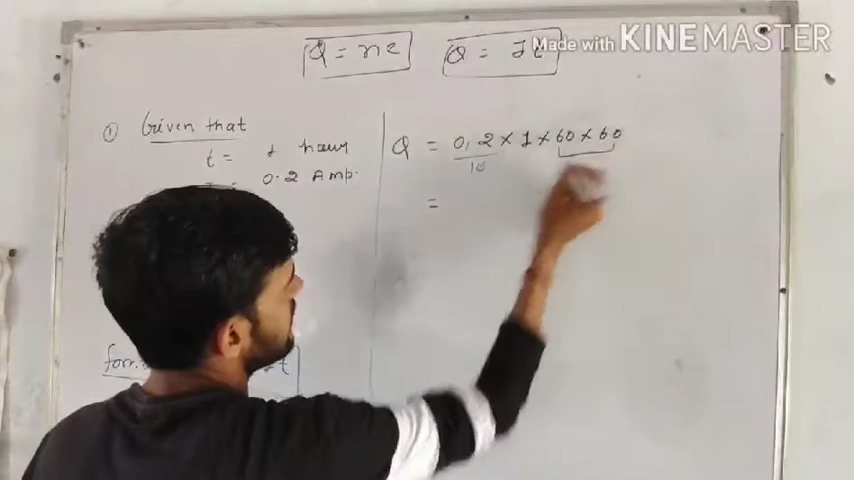 Q = ne Q = It
Made with KINEMASTER
① Given that
t = 1 hour
0.2 Amp.
Q = 0.2 × 1 × 60 × 60
10
=